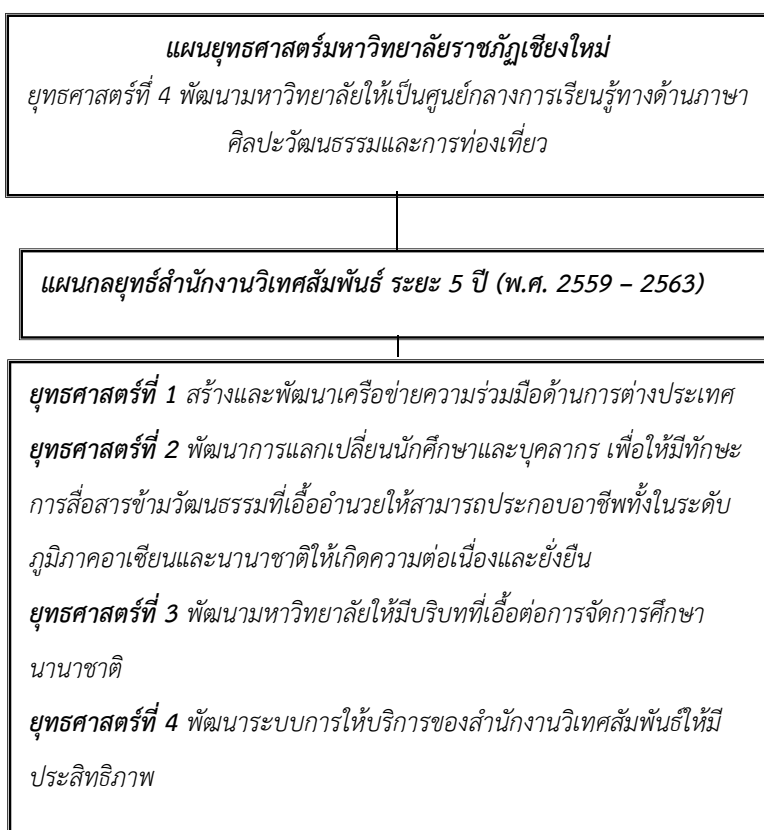 แผนยุทธศาสตร์มหาวิทยาลัยราชภัฏเชียงใหม่
ยุทธศาสตร์ที่ 4 พัฒนามหาวิทยาลัยให้เป็นศูนย์กลางการเรียนรู้ทางด้านภาษา
ศิลปะวัฒนธรรมและการท่องเที่ยว
แผนกลยุทธ์สำนักงานวิเทศสัมพันธ์ ระยะ 5 ปี (พ.ศ. 2559 – 2563)
ยุทธศาสตร์ที่ 1 สร้างและพัฒนาเครือข่ายความร่วมมือด้านการต่างประเทศ
ยุทธศาสตร์ที่ 2 พัฒนาการแลกเปลี่ยนนักศึกษาและบุคลากร เพื่อให้มีทักษะ
การสื่อสารข้ามวัฒนธรรมที่เอื้ออำนวยให้สามารถประกอบอาชีพทั้งในระดับ
ภูมิภาคอาเซียนและนานาชาติให้เกิดความต่อเนื่องและยั่งยืน
ยุทธศาสตร์ที่ 3 พัฒนามหาวิทยาลัยให้มีบริบทที่เอื้อต่อการจัดการศึกษา
นานาชาติ
ยุทธศาสตร์ที่ 4 พัฒนาระบบการให้บริการของสำนักงานวิเทศสัมพันธ์ให้มี
ประสิทธิภาพ